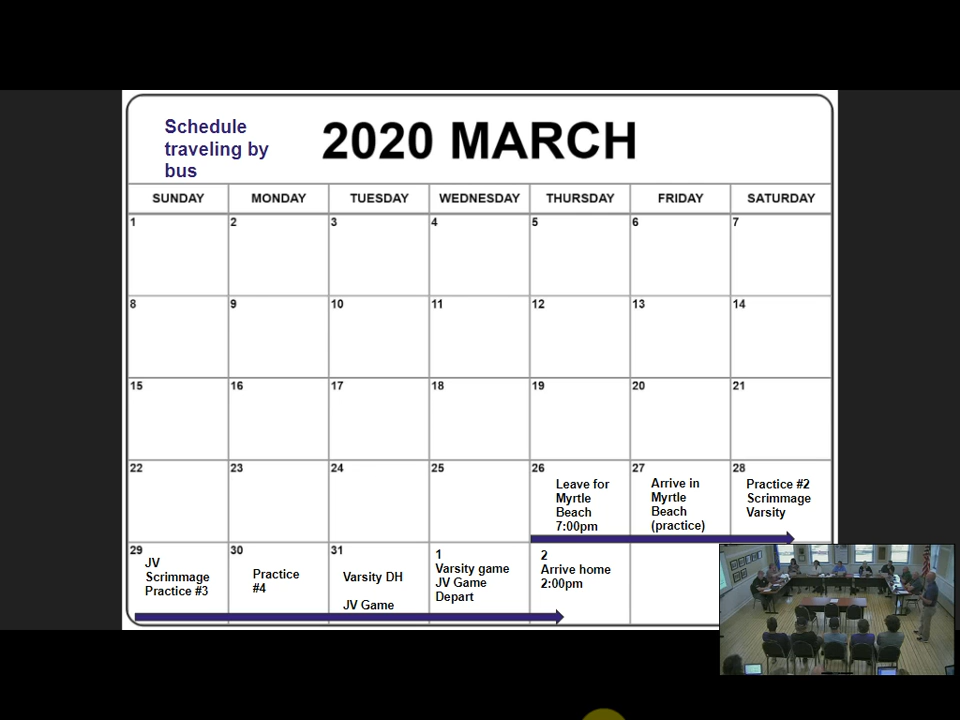 Schedule
traveling by
bus
2020 MARCH
SUNDAY MONDAY TUESDAY WEDNESDAY THURSDAY FRIDAY SATURDAY
1 2 3 4 5 6 7
8 9 10 11 12 13 14
15 16 17 18 19 20 21
22 23 24 25 26 27 28
Leave for
Myrtle
Beach
7:00pm
Arrive in
Myrtle
Beach
(practice)
Practice #2
Scrimmage
Varsity
29 30 31
JV
Scrimmage
Practice #3
Practice
#4
Varsity DH
JV Game
1
Varsity game
JV Game
Depart
2
Arrive home
2:00pm